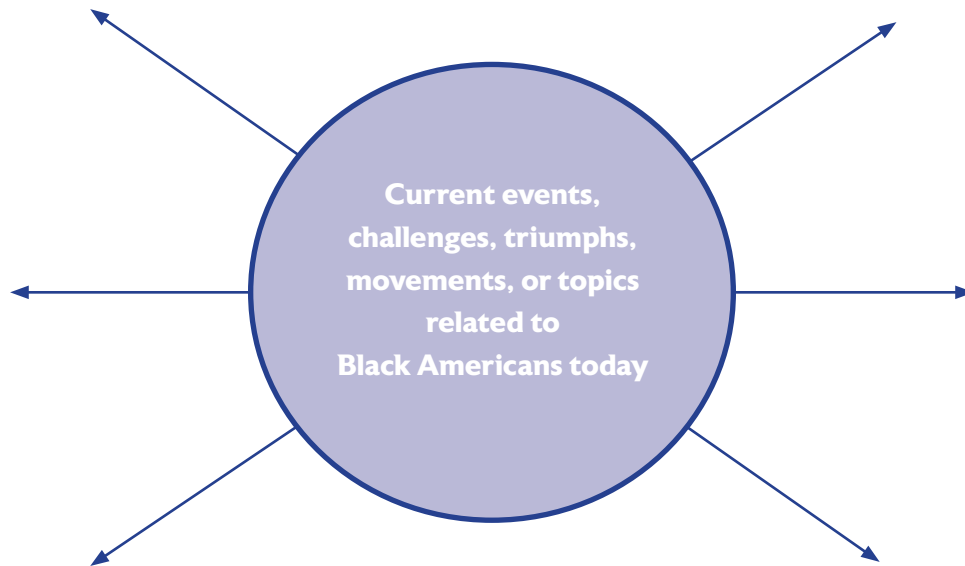 Current events,
challenges, triumphs,
movements, or topics
related to
Black Americans today